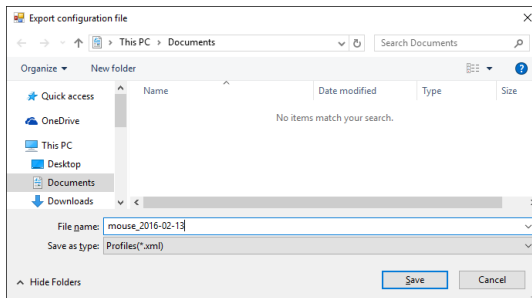 Export configuration file
This PC > Documents
Search Documents
Organize
New folder
Name
Date modified
Type
Size
Quick access
OneDrive
This PC
Desktop
Documents
Downloads
No items match your search.
File name: mouse_2016-02-13
Save as type: Profiles(*.xml)
Hide Folders
Save
Cancel